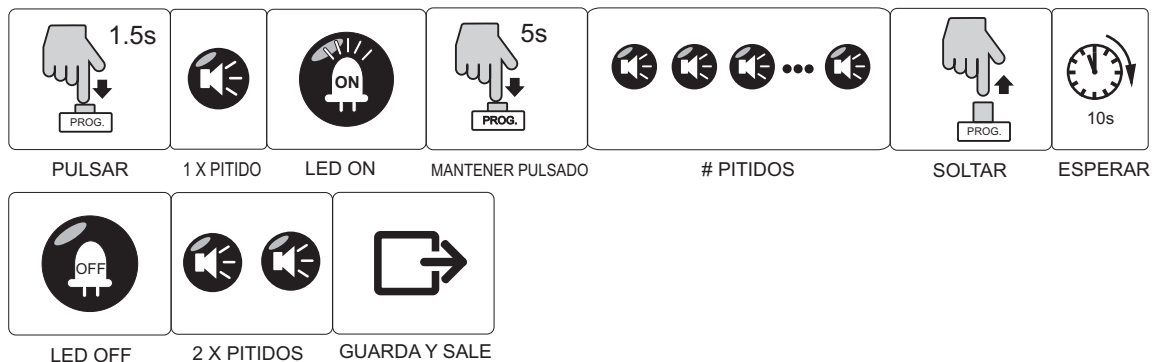 1.5s
PROG.
PULSAR
1 X PITIDO
ON
LED ON
5s
PROG.
MANTENER PULSADO
# PITIDOS
PROG.
SOLTAR
10s
ESPERAR
OFF
LED OFF
2 X PITIDOS
GUARDA Y SALE